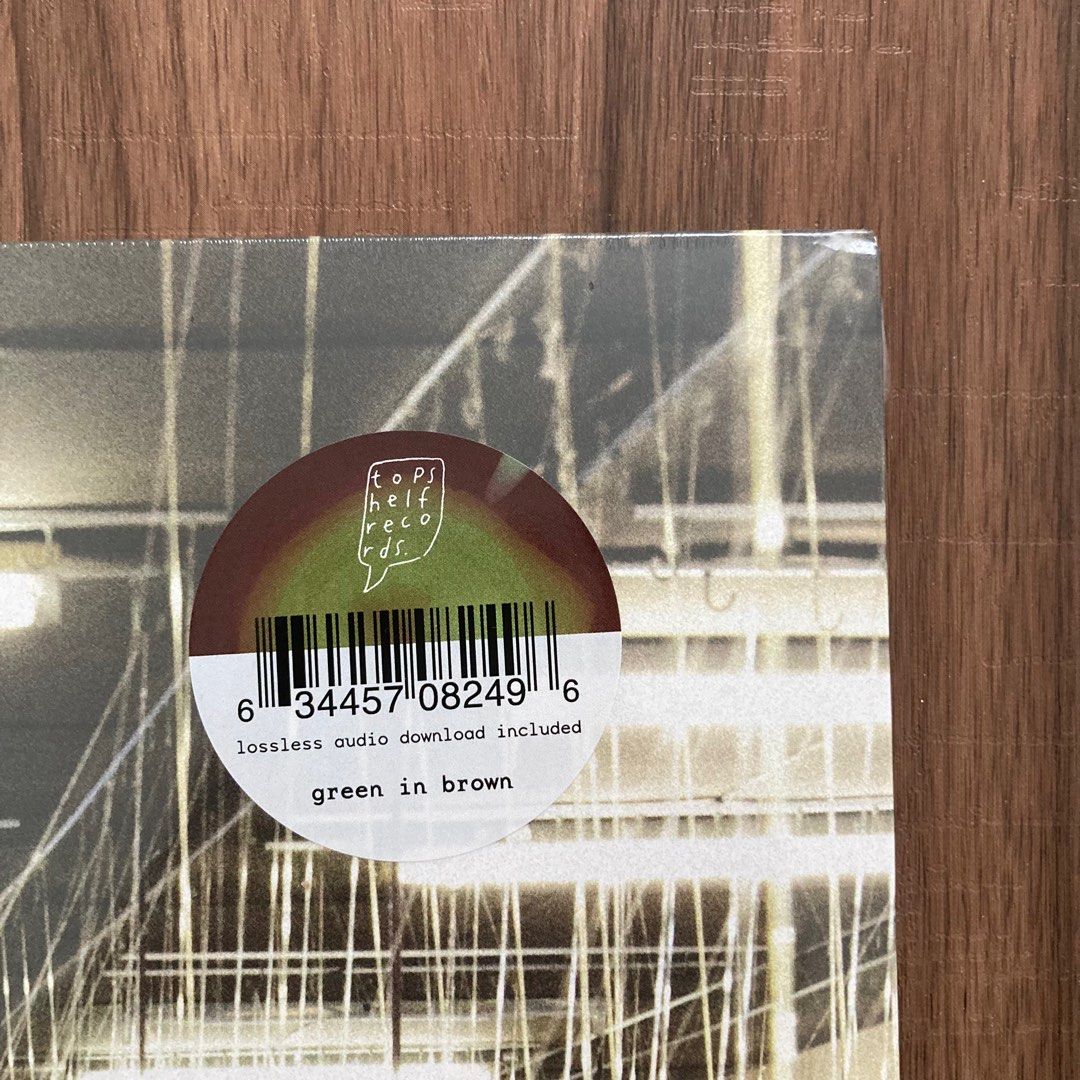 tops
helf
reco
rds.
6 34457 08249 6
lossless audio download included
green in brown